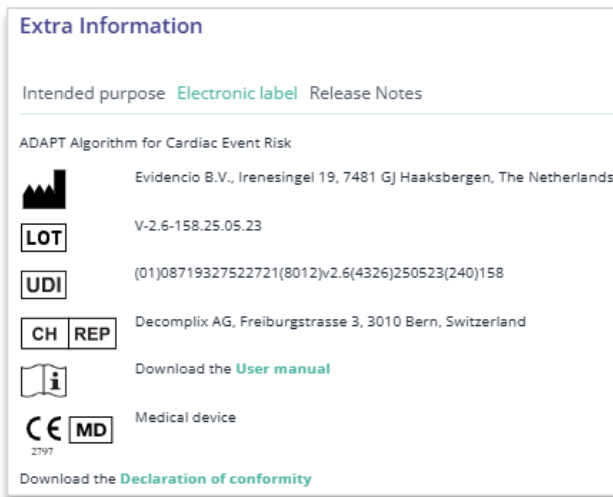 Extra Information
Intended purpose Electronic label Release Notes
ADAPT Algorithm for Cardiac Event Risk
Evidencio B.V., Irenesingel 19, 7481 GJ Haaksbergen, The Netherlands
LOT V-2.6-158.25.05.23
UDI (01)08719327522721(8012)v2.6(4326)250523(240)158
CH REP Decomplix AG, Freiburgstrasse 3, 3010 Bern, Switzerland
i Download the User manual
CE MD Medical device
2797
Download the Declaration of conformity